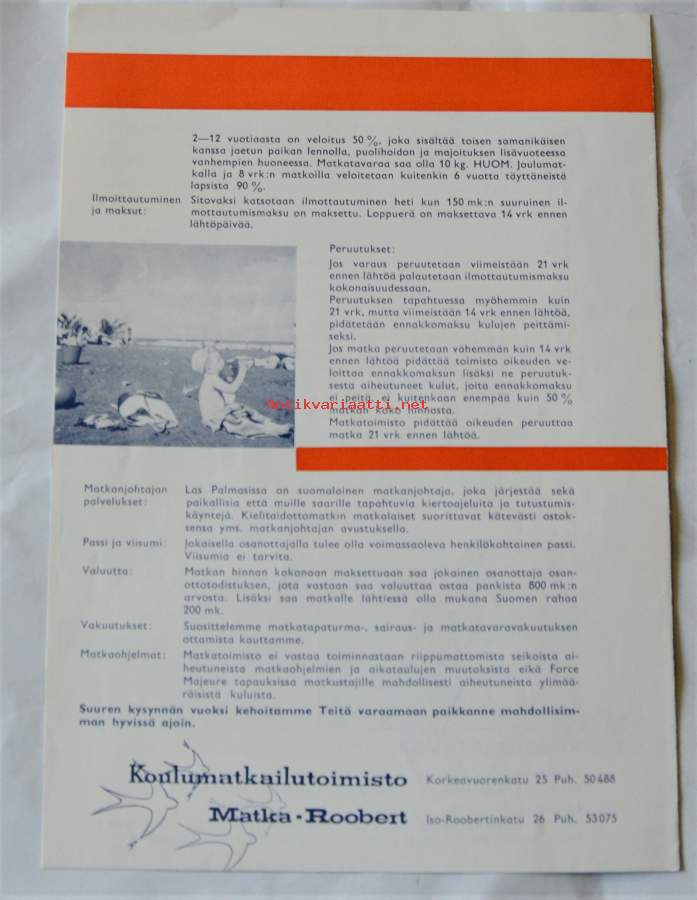 2—12 vuotiaasta on veloitus 50 %, joka sisältää toisen samanikäisen
kanssa jaetun paikan lennolla, puolihoidon ja majoituksen lisävuoteessa
vanhempien huoneessa. Matkatavaraa saa olla 10 kg. HUOM. Joulumat-
kalla ja 8 vrk:n matkoilla veloitetaan kuitenkin 6 vuotta täyttäneistä
lapsista 90 %.
Ilmoittautuminen ja maksut:
Sitovaksi katsotaan ilmottautuminen heti kun 150 mk:n suuruinen il-
mottautumismaksu on maksettu. Loppuerä on maksettava 14 vrk ennen
lähtöpäivää.
Peruutukset:
Jos varaus peruutetaan viimeistään 21 vrk
ennen lähtöä palautetaan ilmottautumismaksu
kokonaisuudessaan.
Peruutuksen tapahtuessa myöhemmin kuin
21 vrk, mutta viimeistään 14 vrk ennen lähtöä,
pidätetään ennakkomaksu kulujen peittämi-
seksi.
Jos matka peruutetaan vähemmän kuin 14 vrk
ennen lähtöä pidättää toimisto oikeuden ve-
loittaa ennakkomaksun lisäksi ne peruutuk-
sesta aiheutuneet kulut, joita ennakkomaksu
ei peitä, ei kuitenkaan enempää kuin 50 %
matkan koko hinnasta.
Matkatoimisto pidättää oikeuden peruuttaa
matka 21 vrk ennen lähtöä.
Antikvariaatti.net
Matkanjohtajan palvelukset:
Las Palmasissa on suomalainen matkanjohtaja, joka järjestää sekä
paikallisia että muille saarille tapahtuvia kiertoajeluita ja tutustumis-
käyntejä. Kielitaidottomatkin matkalaiset suorittavat kätevästi ostok-
sensa yms. matkanjohtajan avustuksella.
Passi ja viisumi: Jokaisella osanottajalla tulee olla voimassaoleva henkilökohtainen passi.
Viisumia ei tarvita.
Valuutta: Matkan hinnan kokonaan maksettuaan saa jokainen osanottaja osan-
ottotodistuksen, jota vastaan saa valuuttaa ostaa pankista 800 mk:n
arvosta. Lisäksi saa matkalle lähtiessä olla mukana Suomen rahaa
200 mk.
Vakuutukset: Suosittelemme matkatapaturma-, sairaus- ja matkatavaravakuutuksen
ottamista kauttamme.
Matkaohjelmat: Matkatoimisto ei vastaa toiminnastaan riippumattomista seikoista ai-
heutuneista matkaohjelmien ja aikataulujen muutoksista eikä Force
Majeure tapauksissa matkustajille mahdollisesti aiheutuneista ylimää-
räisistä kuluista.
Suuren kysynnän vuoksi kehoitamme Teitä varaamaan paikkanne mahdollisim-
man hyvissä ajoin.
Koulumatkailutoimisto Korkeavuorenkatu 25 Puh. 50488
Matka-Roobert Iso-Roobertinkatu 26 Puh. 53075